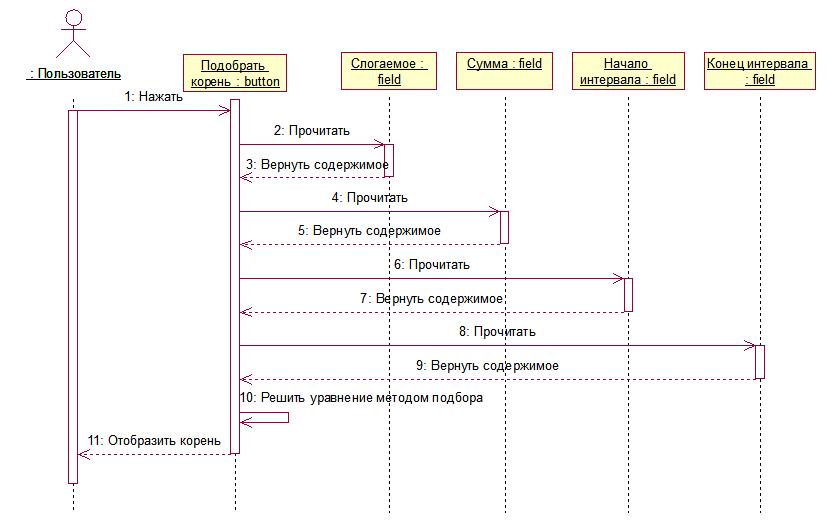 : Пользователь
Подобрать
корень : button
Слогаемое :
field
Сумма : field
Начало
интервала : field
Конец интервала
: field
1: Нажать
2: Прочитать
3: Вернуть содержимое
4: Прочитать
5: Вернуть содержимое
6: Прочитать
7: Вернуть содержимое
8: Прочитать
9: Вернуть содержимое
10: Решить уравнение методом подбора
11: Отобразить корень